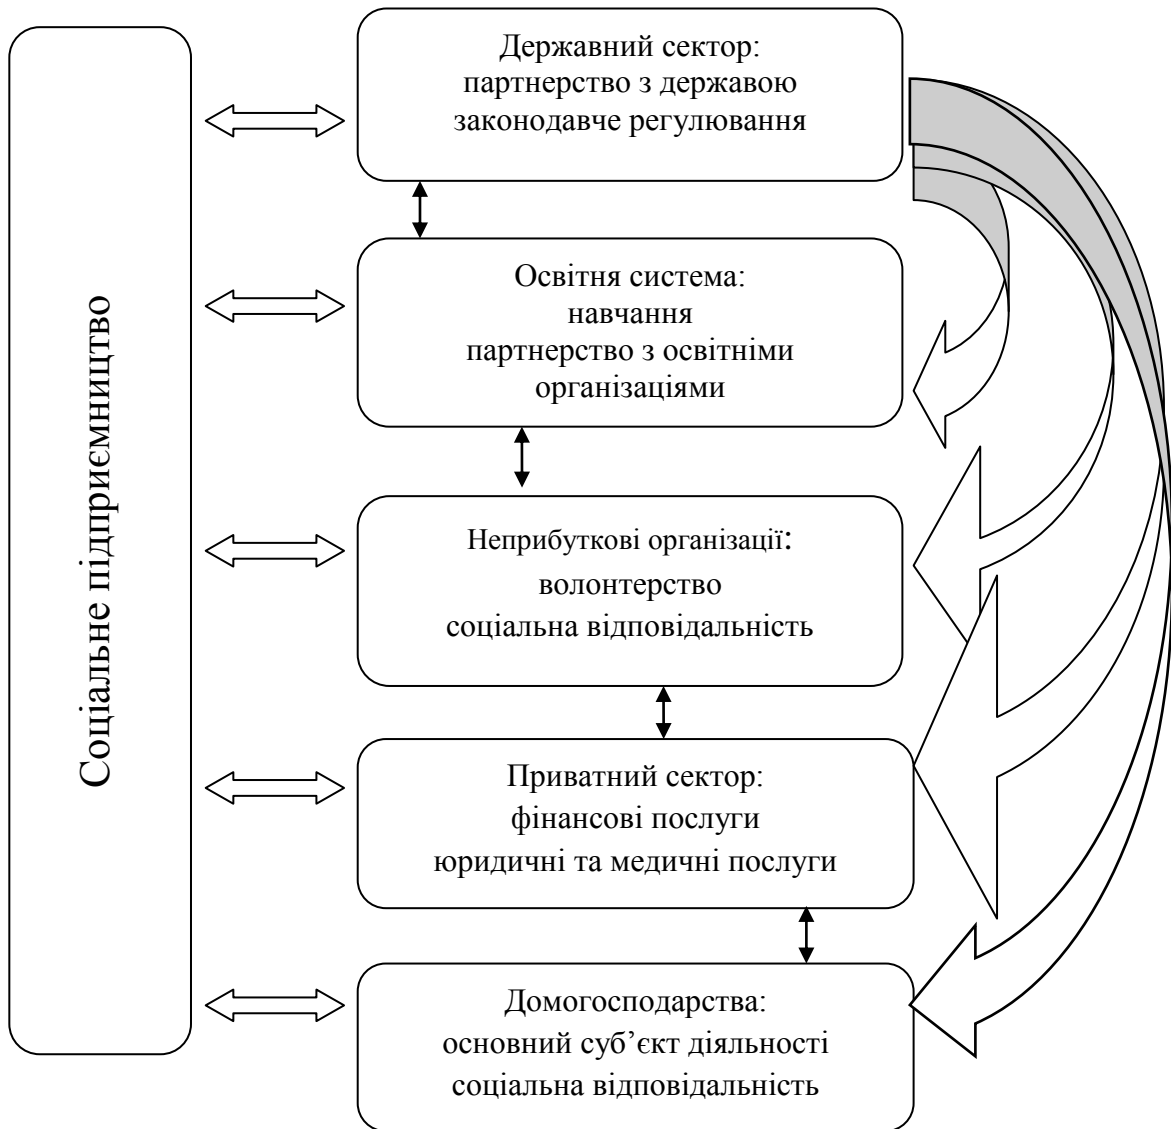 Соціальне підприємництво
Державний сектор:
партнерство з державою
законодавче регулювання
Освітня система:
навчання
партнерство з освітніми
організаціями
Неприбуткові організації:
волонтерство
соціальна відповідальність
Приватний сектор:
фінансові послуги
юридичні та медичні послуги
Домогосподарства:
основний суб’єкт діяльності
соціальна відповідальність